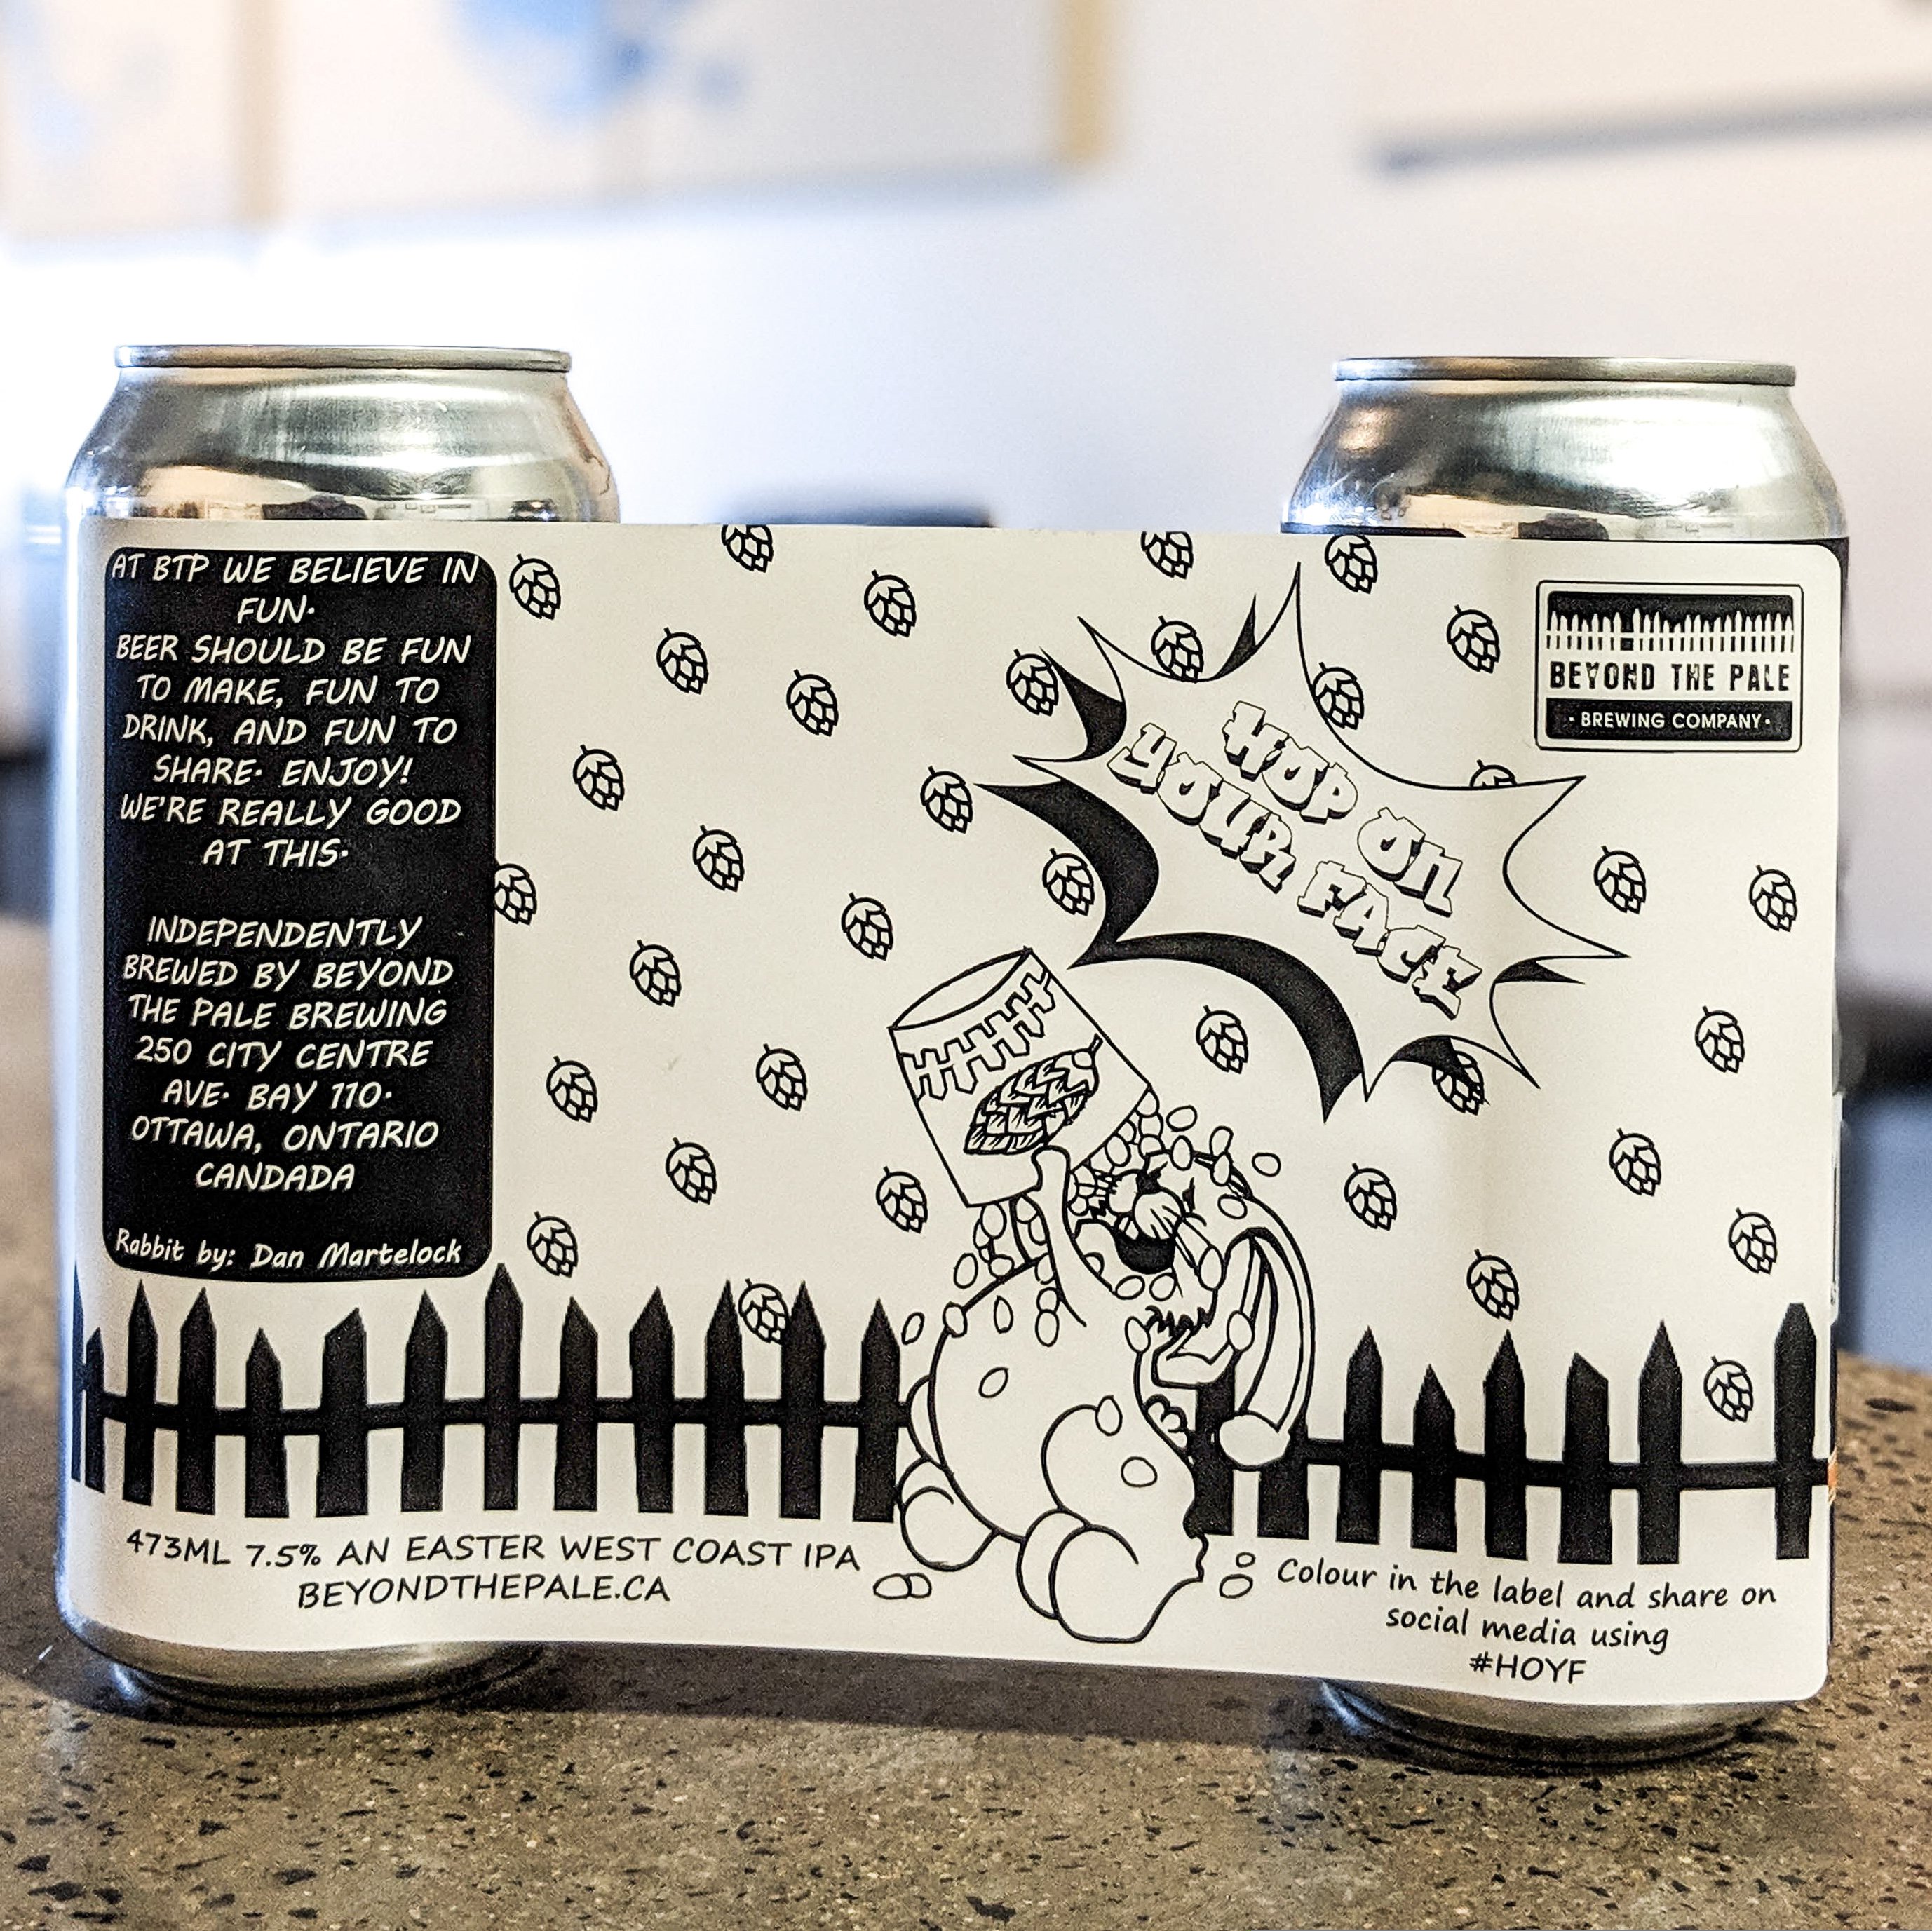 AT BTP WE BELIEVE IN
FUN.
BEER SHOULD BE FUN
TO MAKE, FUN TO
DRINK, AND FUN TO
SHARE. ENJOY!
WE'RE REALLY GOOD
AT THIS.
INDEPENDENTLY
BREWED BY BEYOND
THE PALE BREWING
250 CITY CENTRE
AVE. BAY 110.
OTTAWA, ONTARIO
CANDADA
Rabbit by: Dan Martelock
473ML 7.5% AN EASTER WEST COAST IPA
BEYONDTHEPALE.CA
HOP ON
YOUR FACE
BEYOND THE PALE
· BREWING COMPANY ·
Colour in the label and share on
social media using
#HOYF